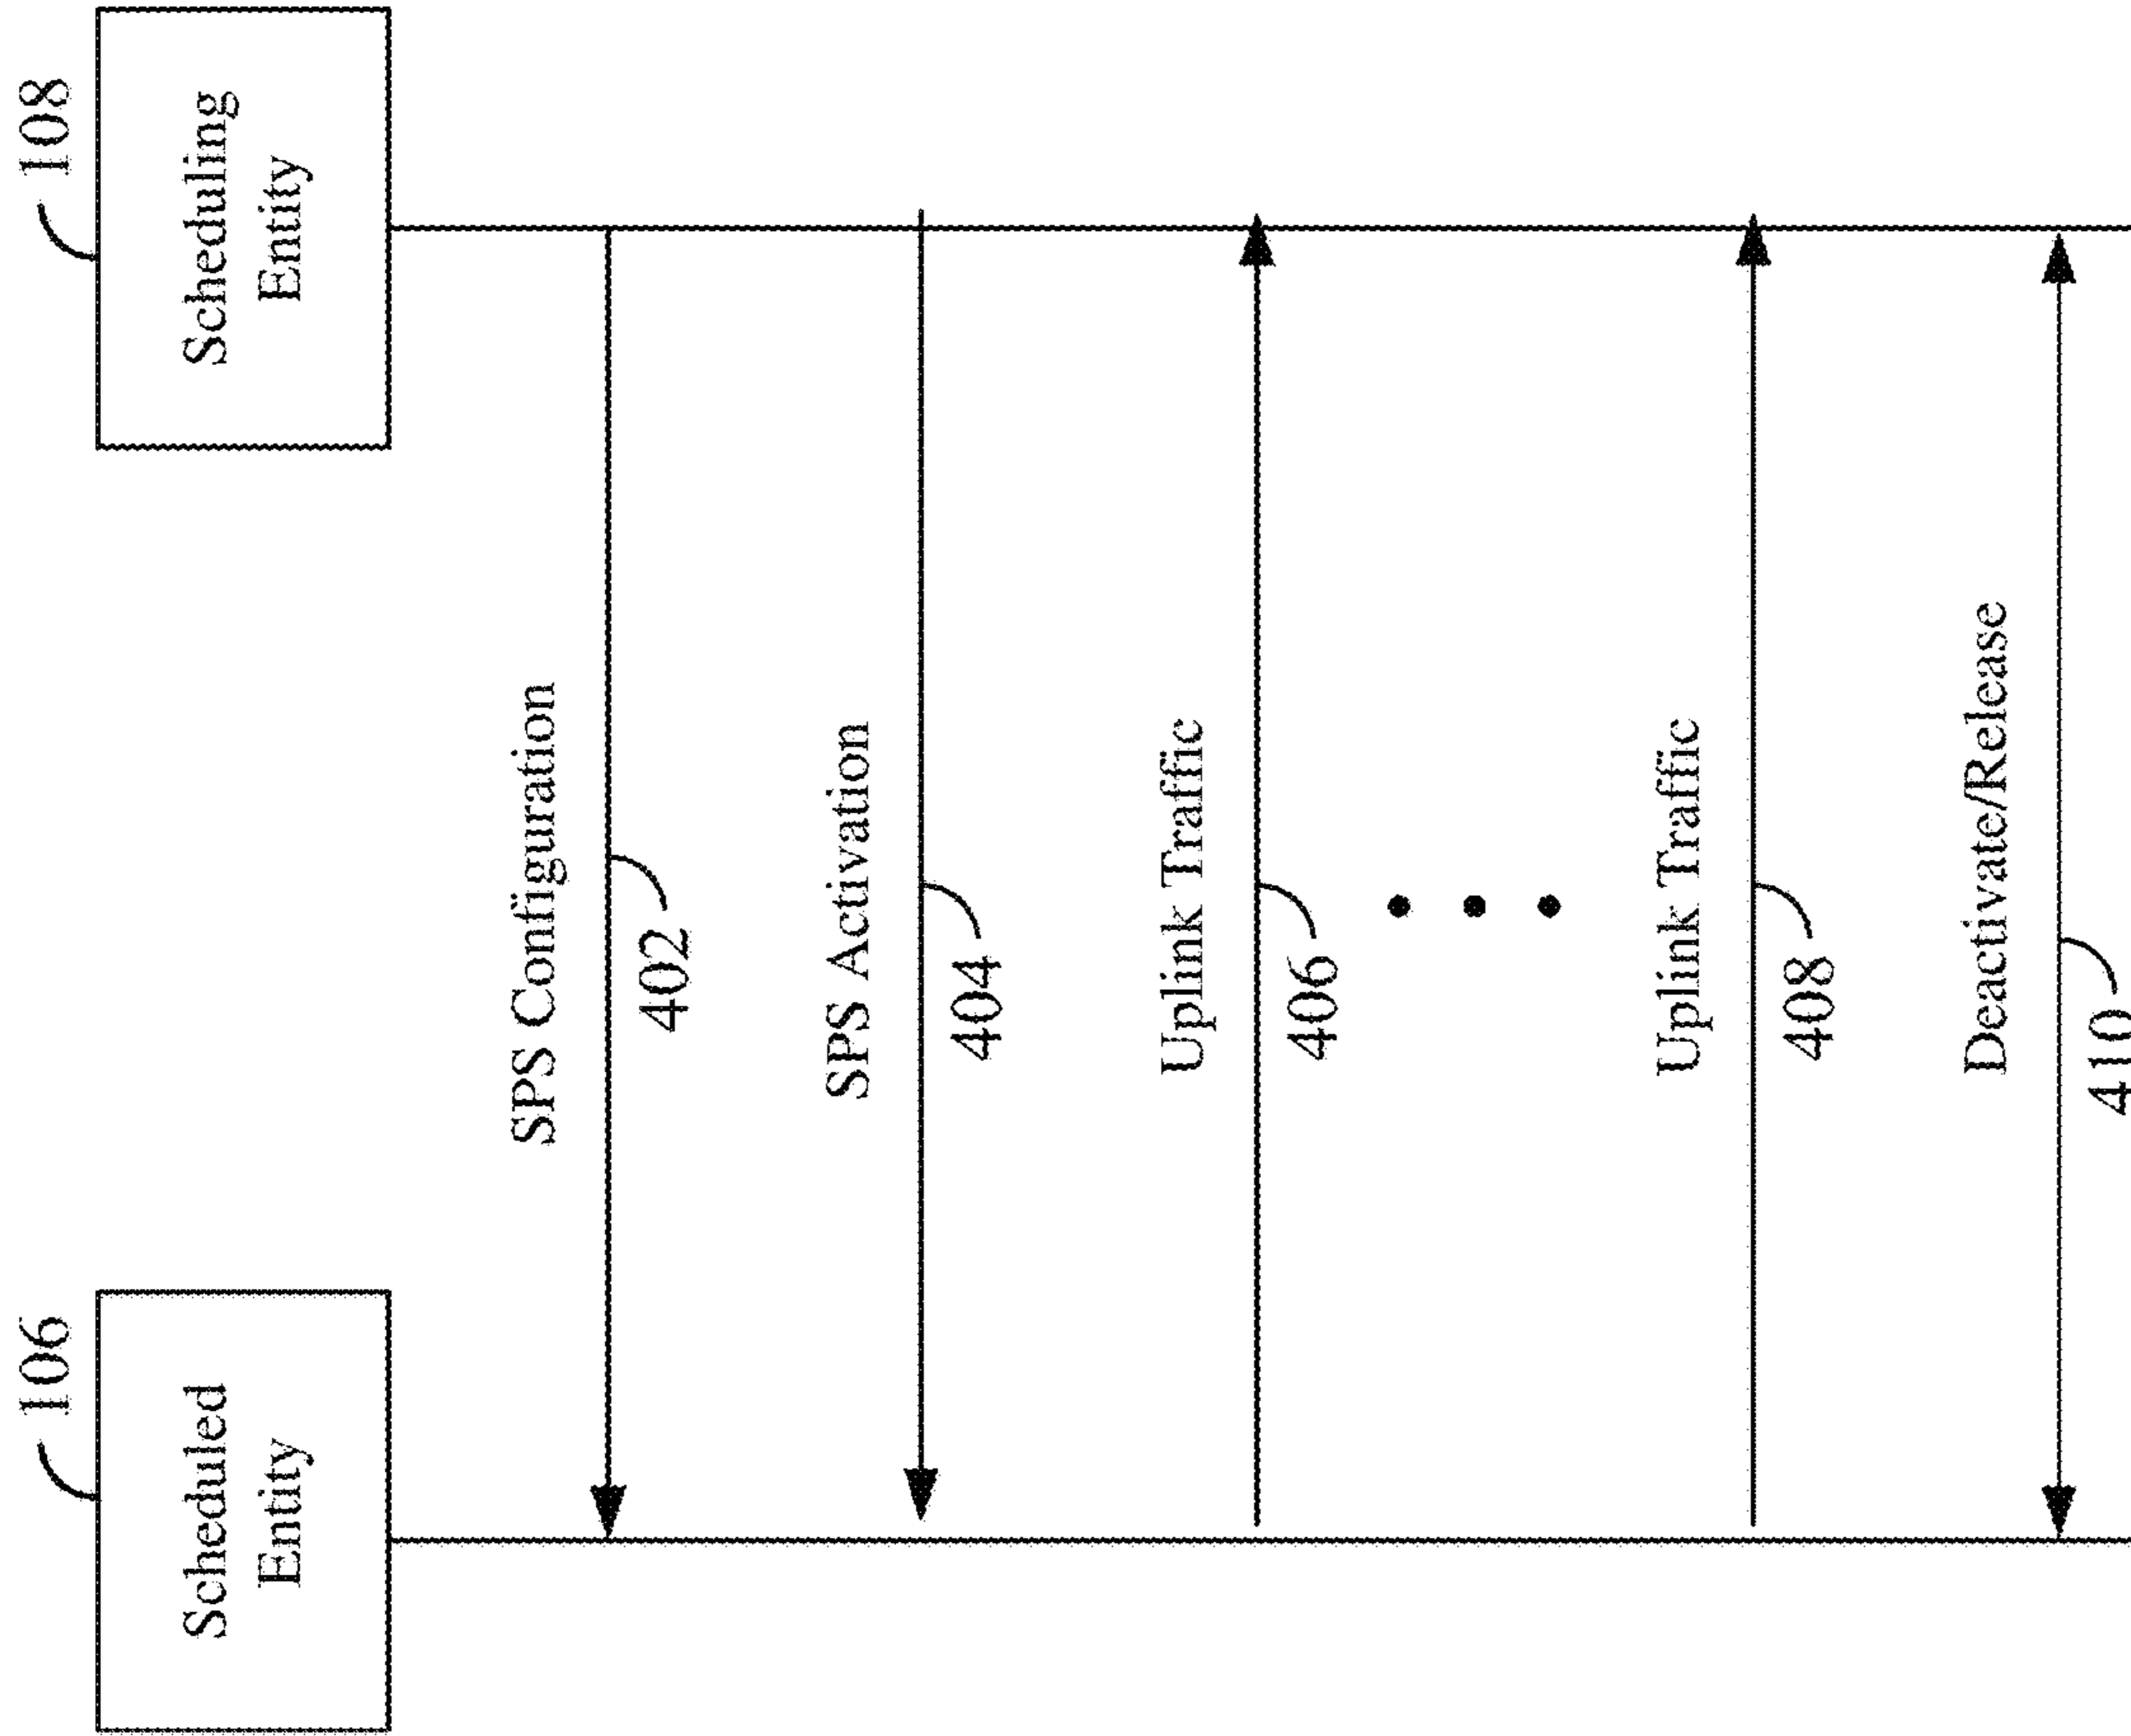 106
Scheduled
Entity
108
Scheduling
Entity
SPS Configuration
402
SPS Activation
404
Uplink Traffic
406
Uplink Traffic
408
Deactivate/Release
410